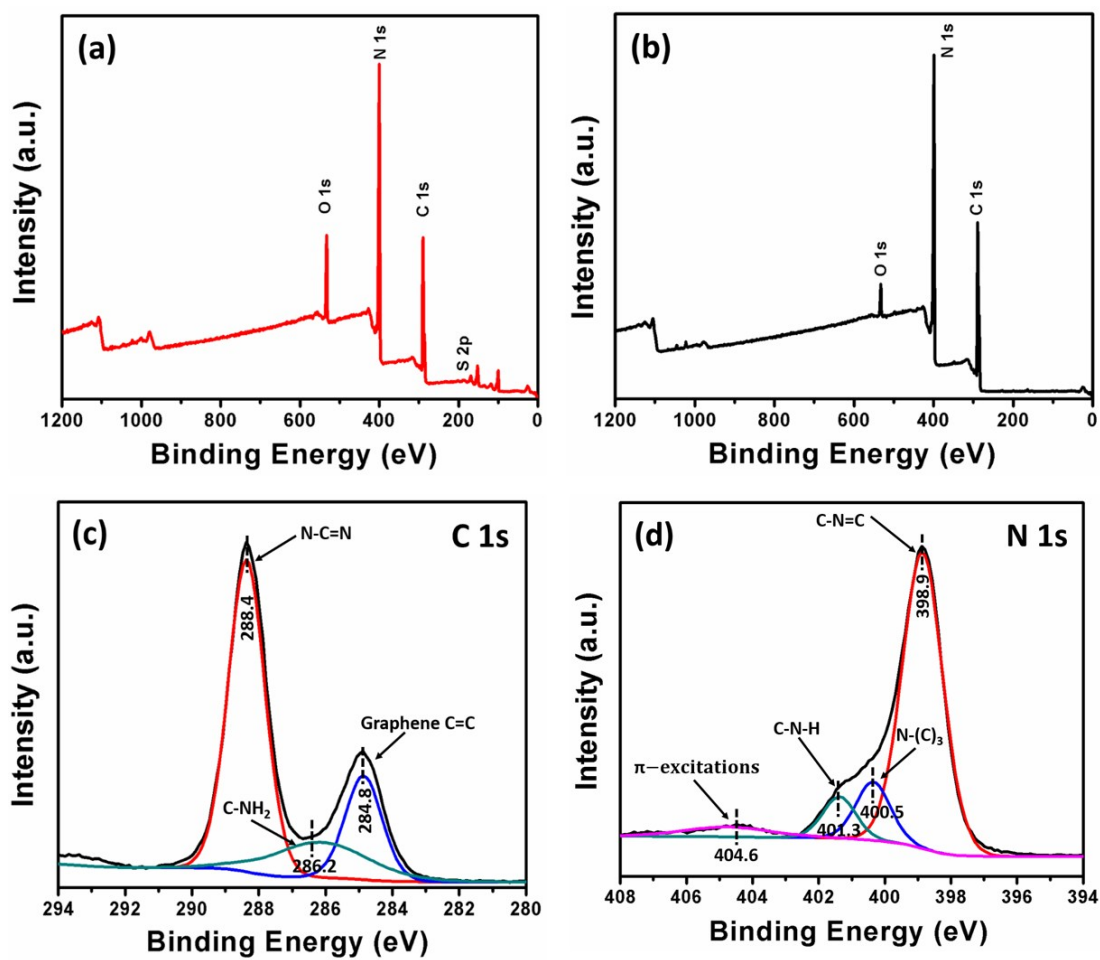 (a)
N 1s
O 1s
C 1s
S 2p
Intensity (a.u.)
1200 1000 800 600 400 200 0
Binding Energy (eV)
(b)
N 1s
C 1s
O 1s
Intensity (a.u.)
1200 1000 800 600 400 200 0
Binding Energy (eV)
(c)
C 1s
N-C=N
288.4
Graphene C=C
284.8
C-NH₂
286.2
Intensity (a.u.)
294 292 290 288 286 284 282 280
Binding Energy (eV)
(d)
N 1s
C-N=C
398.9
C-N-H
N-(C)₃
π−excitations
401.3
400.5
404.6
Intensity (a.u.)
408 406 404 402 400 398 396 394
Binding Energy (eV)